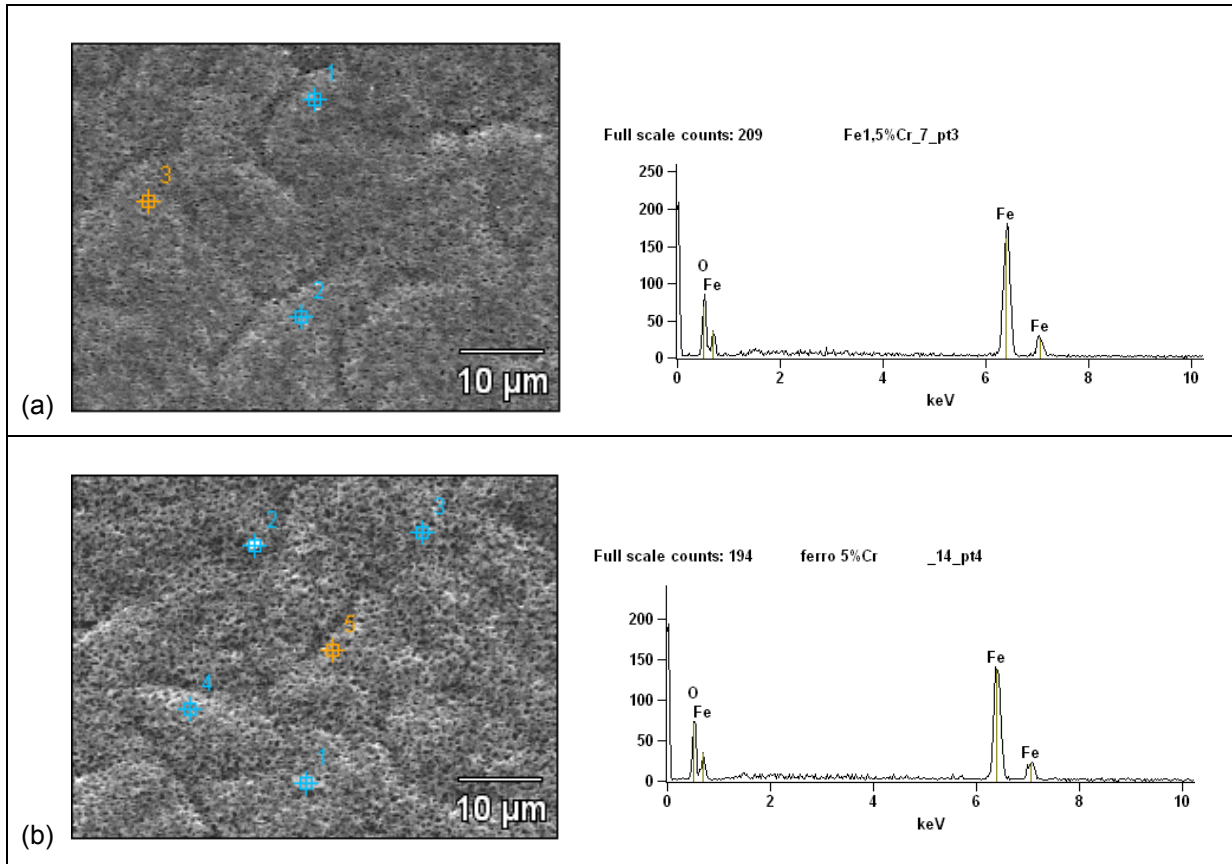 1
3
2
10 µm
(a)
Full scale counts: 209 Fe1,5%Cr_7_pt3
250
200
150
100
50
0
O
Fe
Fe
Fe
0 2 4 6 8 10
keV
2
3
5
4
1
10 µm
(b)
Full scale counts: 194 ferro 5%Cr _14_pt4
200
150
100
50
0
O
Fe
Fe
Fe
0 2 4 6 8 10
keV